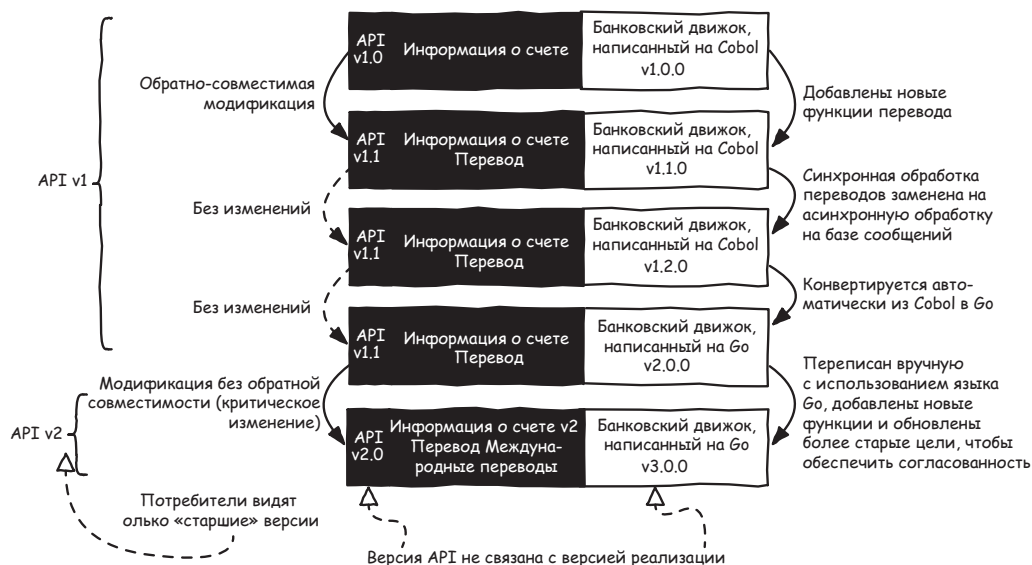 API v1.0
Информация о счете
Банковский движок,
написанный на Cobol
v1.0.0
Обратно-совместимая
модификация
Добавлены новые
функции перевода
API v1.1
Информация о счете
Перевод
Банковский движок,
написанный на Cobol
v1.1.0
API v1
Без изменений
Синхронная обработка
переводов заменена на
асинхронную обработку
на базе сообщений
API v1.1
Информация о счете
Перевод
Банковский движок,
написанный на Cobol
v1.2.0
Без изменений
Конвертируется авто-
матически из Cobol в Go
API v1.1
Информация о счете
Перевод
Банковский движок,
написанный на Go
v2.0.0
Модификация без обратной
совместимости (критическое
изменение)
Переписан вручную
с использованием языка
Go, добавлены новые
функции и обновлены
более старые цели, чтобы
обеспечить согласованность
API v2
API v2.0
Информация о счете v2
Перевод Междуна-
родные переводы
Банковский движок,
написанный на Go
v3.0.0
Потребители видят
олько «старшие» версии
Версия API не связана с версией реализации